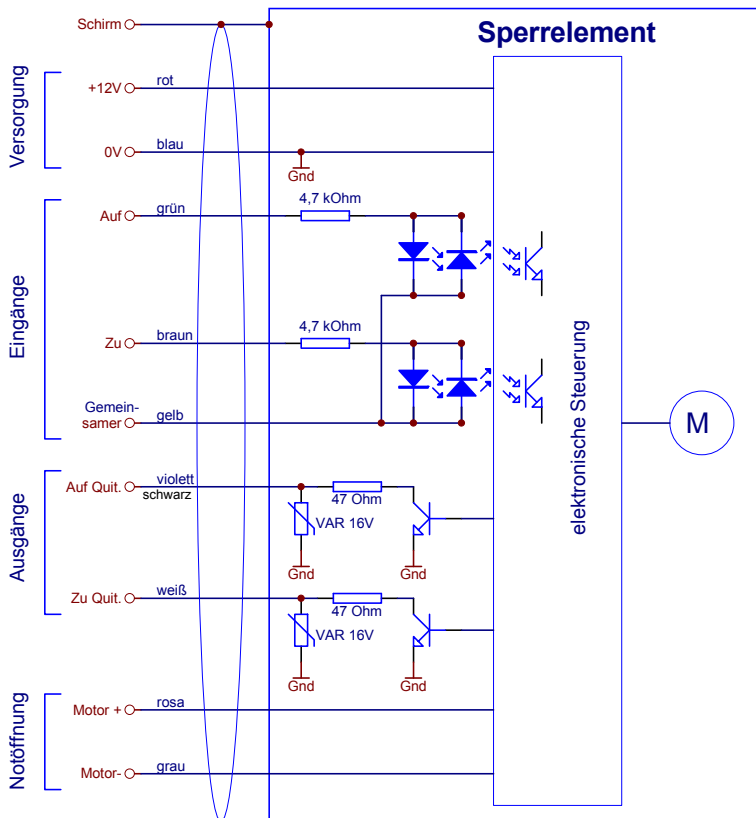 Schirm
Sperrelement
Versorgung
+12V rot
0V blau
Gnd
Eingänge
Auf grün 4,7 kOhm
Zu braun 4,7 kOhm
Gemein-
samer gelb
elektronische Steuerung
M
Ausgänge
Auf Quit. violett
schwarz
47 Ohm
VAR 16V
Gnd Gnd
Zu Quit. weiß
47 Ohm
VAR 16V
Gnd Gnd
Notöffnung
Motor + rosa
Motor- grau